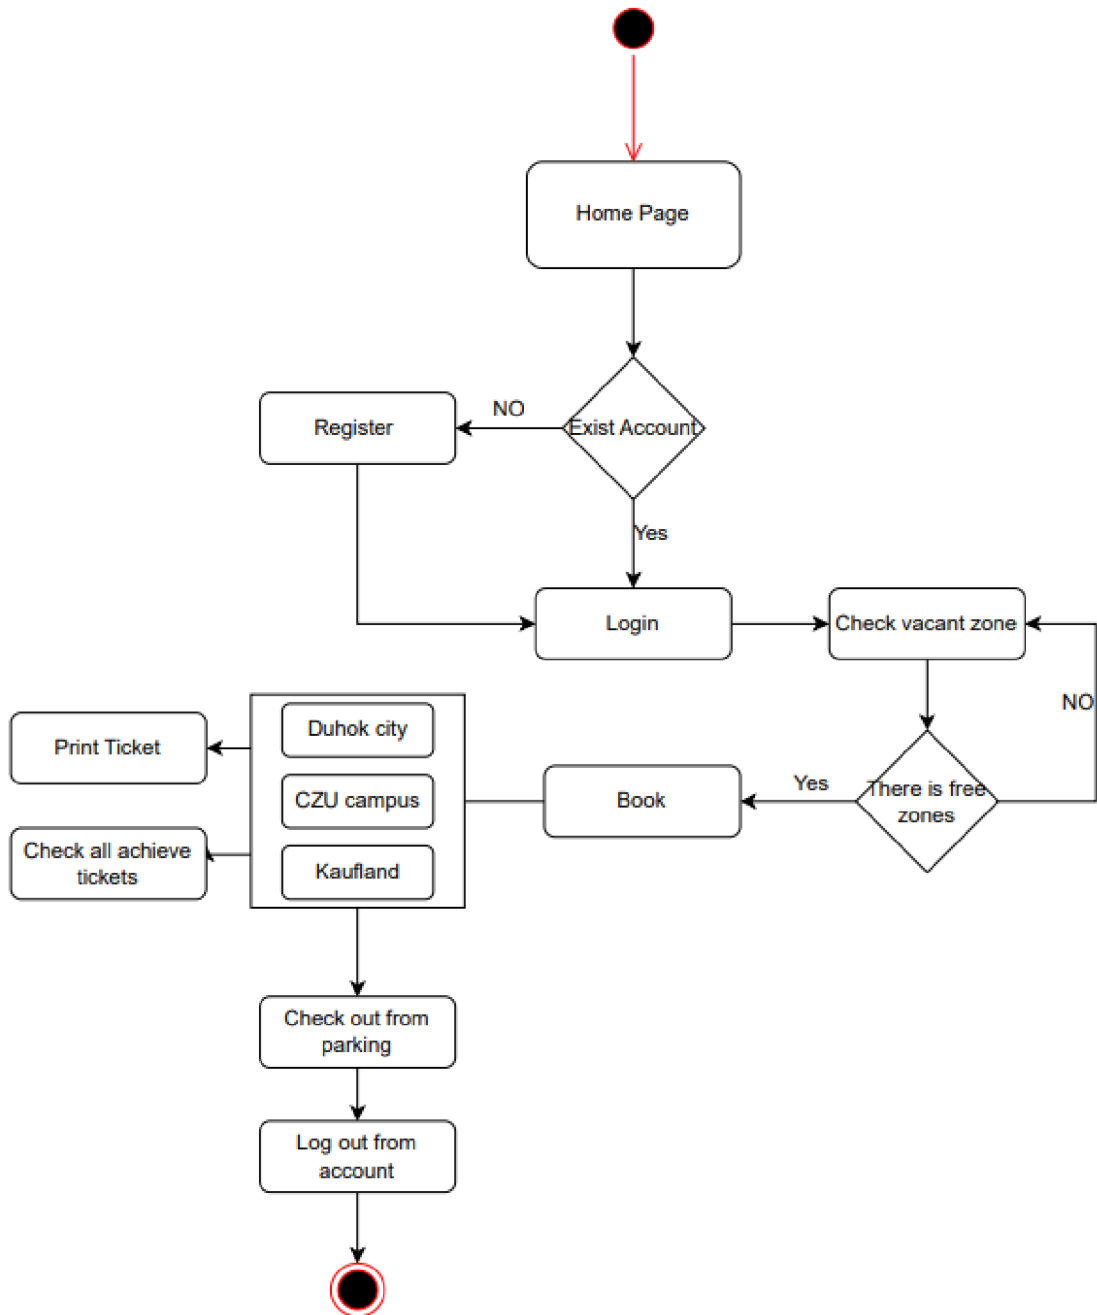 Home Page
NO
Exist Account
Register
Yes
Login
Check vacant zone
NO
Duhok city
Print Ticket
CZU campus
Book
Yes
There is free
zones
Check all achieve
tickets
Kaufland
Check out from
parking
Log out from
account